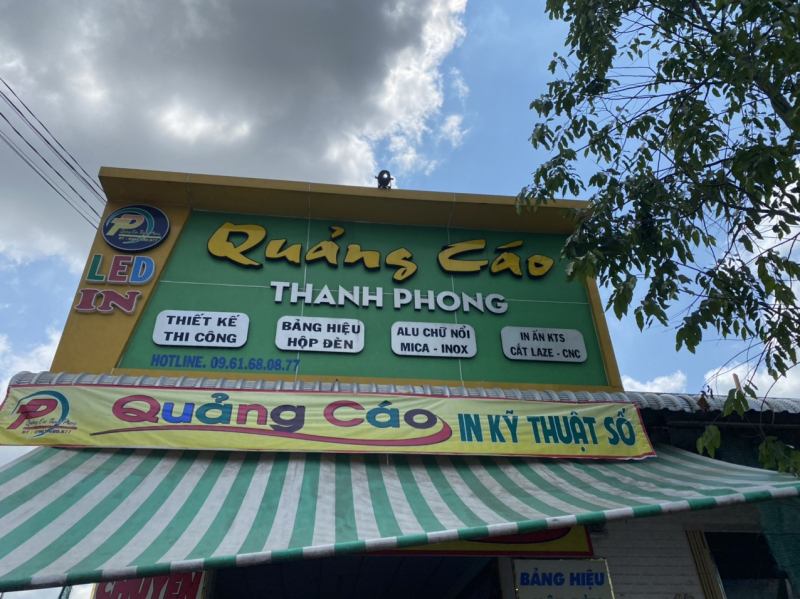 Quảng Cáo
THANH PHONG
LED
IN
THIẾT KẾ
THI CÔNG
BẢNG HIỆU
HỘP ĐÈN
ALU CHỮ NỔI
MICA - INOX
IN ẤN KTS
CẮT LAZE - CNC
HOTLINE. 09.61.68.08.77
Quảng Cáo IN KỸ THUẬT SỐ
CHUYÊN
BẢNG HIỆU